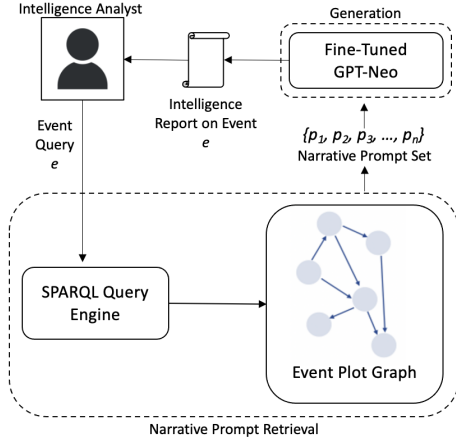 Intelligence Analyst
Generation
Fine-Tuned
GPT-Neo
Intelligence
Report on Event
e
Event
Query
e
{p1, p2, p3, ..., pn}
Narrative Prompt Set
SPARQL Query
Engine
Event Plot Graph
Narrative Prompt Retrieval